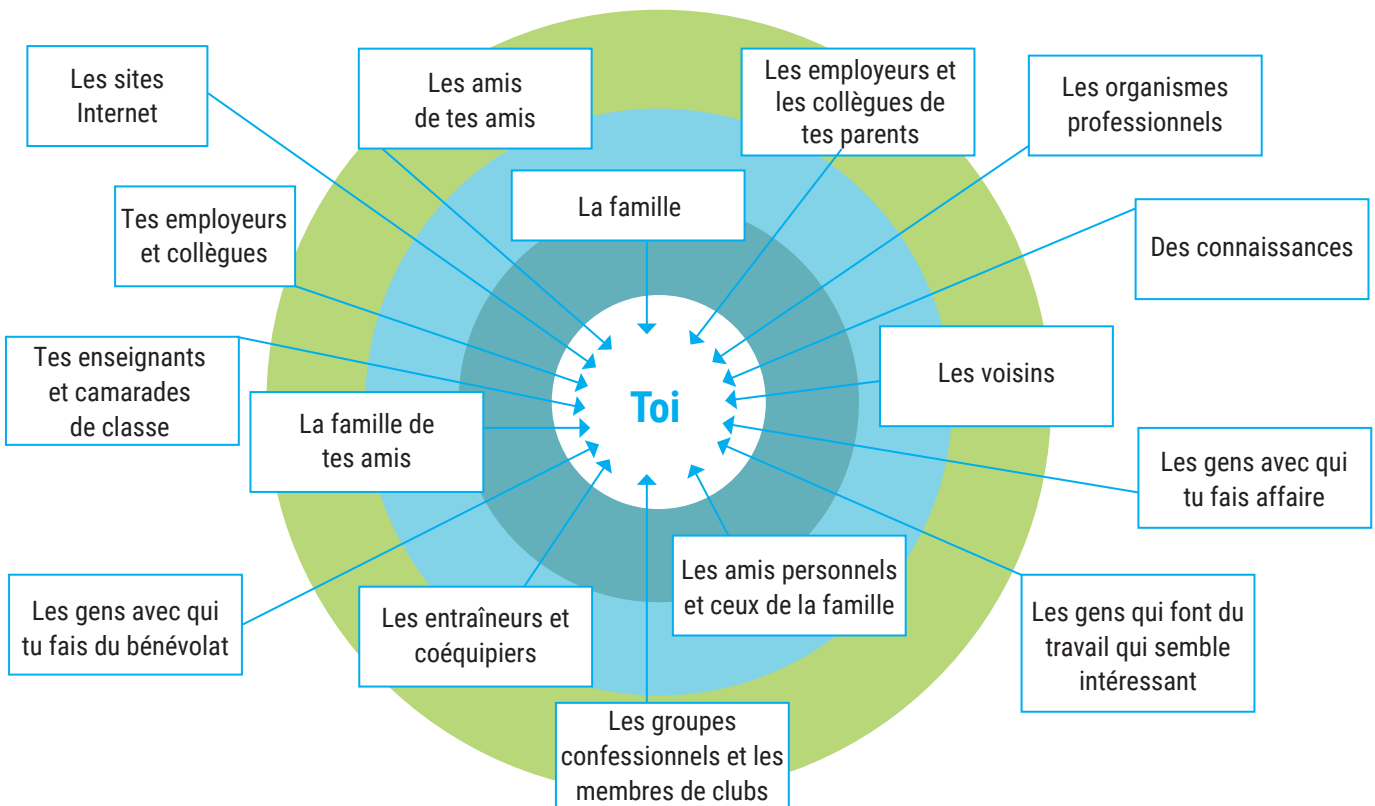 Les sites
Internet
Les amis
de tes amis
Les employeurs et
les collègues de
tes parents
Les organismes
professionnels
La famille
Tes employeurs
et collègues
Des connaissances
Tes enseignants
et camarades
de classe
La famille de
tes amis
Toi
Les voisins
Les gens avec qui
tu fais affaire
Les gens avec qui
tu fais du bénévolat
Les entraîneurs et
coéquipiers
Les amis personnels
et ceux de la famille
Les gens qui font du
travail qui semble
intéressant
Les groupes
confessionnels et les
membres de clubs